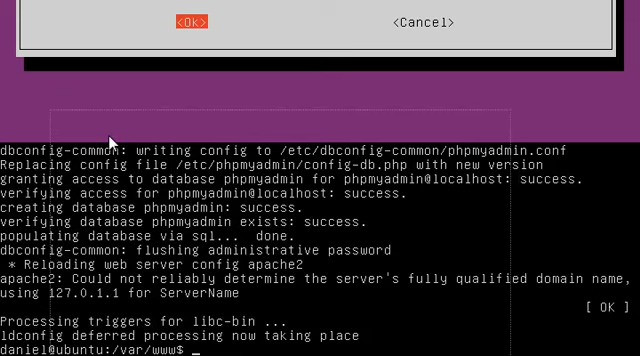 <Ok> <Cancel>
dbconfig-common: writing config to /etc/dbconfig-common/phpmyadmin.conf
Replacing config file /etc/phpmyadmin/config-db.php with new version
granting access to database phpmyadmin for phpmyadmin@localhost: success.
verifying access for phpmyadmin@localhost: success.
creating database phpmyadmin: success.
verifying database phpmyadmin exists: success.
populating database via sql...  done.
dbconfig-common: flushing administrative password
 * Reloading web server config apache2
apache2: Could not reliably determine the server's fully qualified domain name,
using 127.0.1.1 for ServerName
[ OK ]
Processing triggers for libc-bin ...
ldconfig deferred processing now taking place
daniel@ubuntu:/var/www$ _